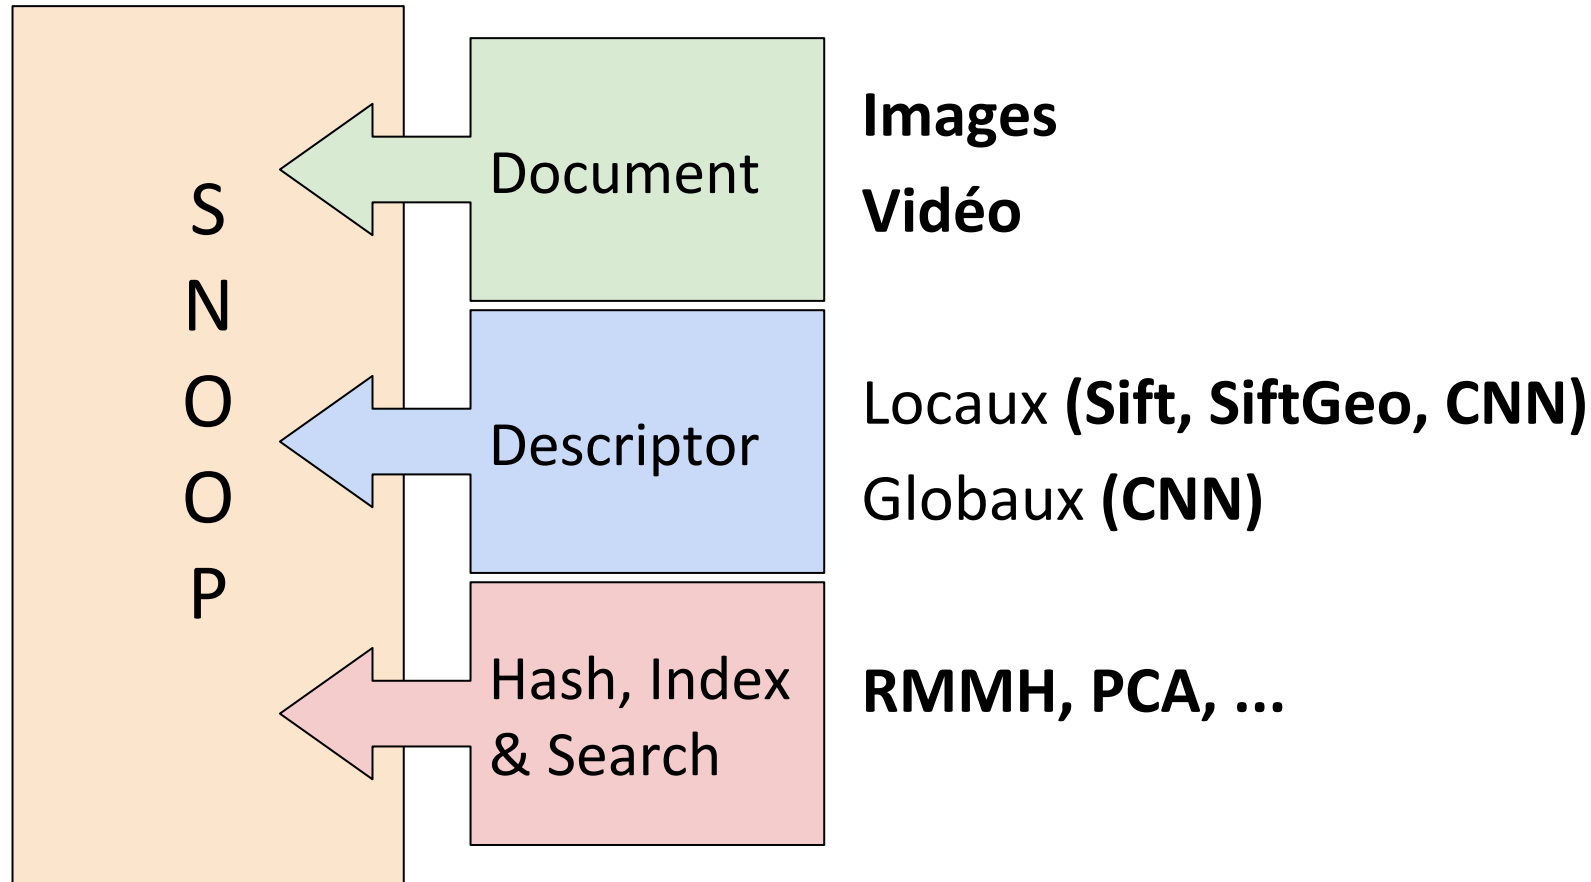 S
N
O
O
P
Document
Images
Vidéo
Descriptor
Locaux (Sift, SiftGeo, CNN)
Globaux (CNN)
Hash, Index
& Search
RMMH, PCA, ...